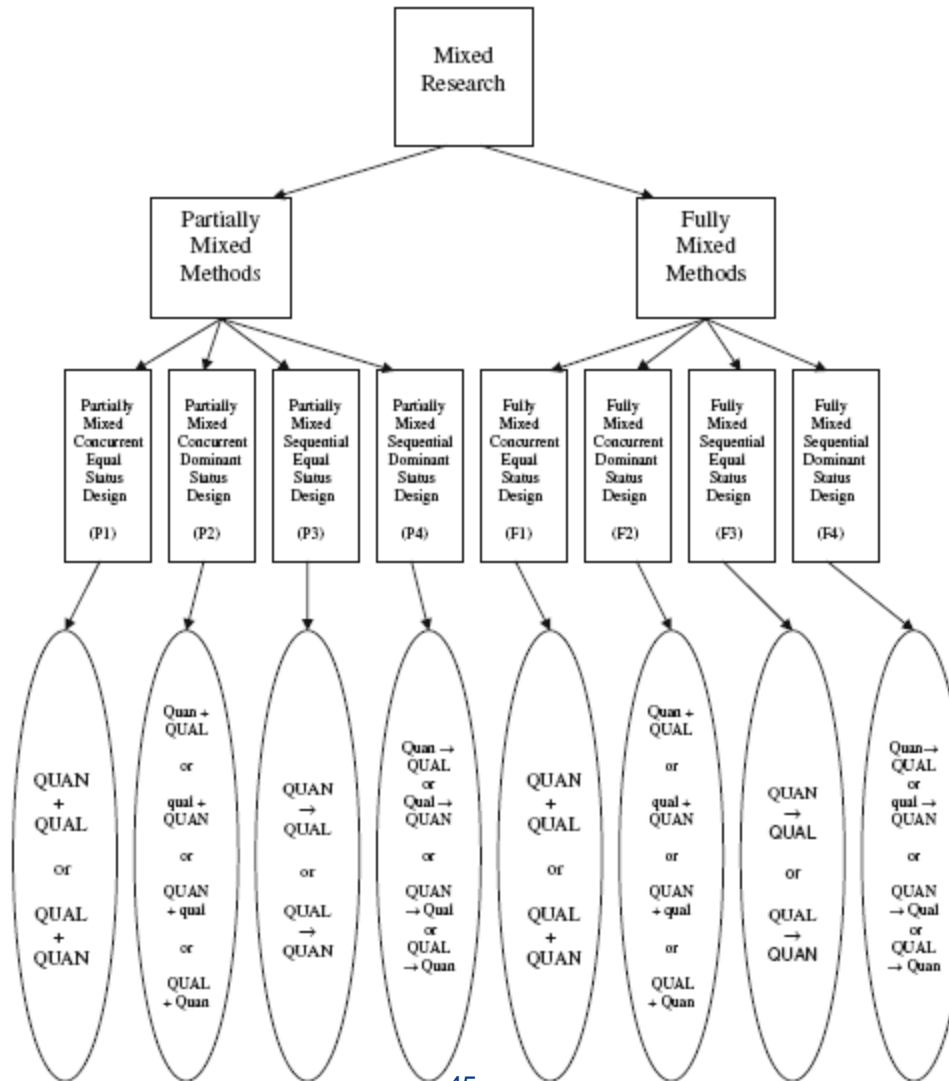 Mixed
Research
Partially
Mixed
Methods
Fully
Mixed
Methods
Partially
Mixed
Concurrent
Equal
Status
Design
(P1)
Partially
Mixed
Concurrent
Dominant
Status
Design
(P2)
Partially
Mixed
Sequential
Equal
Status
Design
(P3)
Partially
Mixed
Sequential
Dominant
Status
Design
(P4)
Fully
Mixed
Concurrent
Equal
Status
Design
(F1)
Fully
Mixed
Concurrent
Dominant
Status
Design
(F2)
Fully
Mixed
Sequential
Equal
Status
Design
(F3)
Fully
Mixed
Sequential
Dominant
Status
Design
(F4)
QUAN
+
QUAL
or
QUAL
+
QUAN
Quan +
QUAL
or
qual +
QUAN
or
QUAN
+ qual
or
QUAL
+ Quan
QUAN
→
QUAL
or
QUAL
→
QUAN
Quan →
QUAL
or
Qual →
QUAN
or
QUAN
→ Qual
or
QUAL
→ Quan
QUAN
+
QUAL
or
QUAL
+
QUAN
Quan +
QUAL
or
qual +
QUAN
or
QUAN
+ qual
or
QUAL
+ Quan
QUAN
→
QUAL
or
QUAL
→
QUAN
Quan→
QUAL
or
qual →
QUAN
or
QUAN
→ Qual
or
QUAL
→ Quan